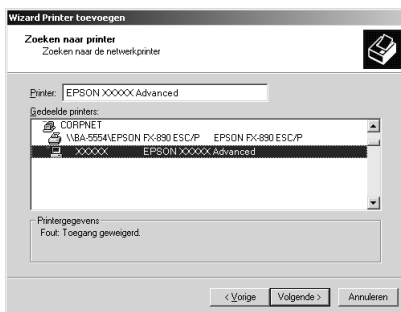 Wizard Printer toevoegen
Zoeken naar printer
Zoeken naar de netwerkprinter
Printer: EPSON XXXXX Advanced
Gedeelde printers:
CORPNET
\\BA-5554\EPSON FX-890 ESC/P EPSON FX-890 ESC/P
XXXXX EPSON XXXXX Advanced
Printergegevens
Fout: Toegang geweigerd.
< Vorige Volgende > Annuleren